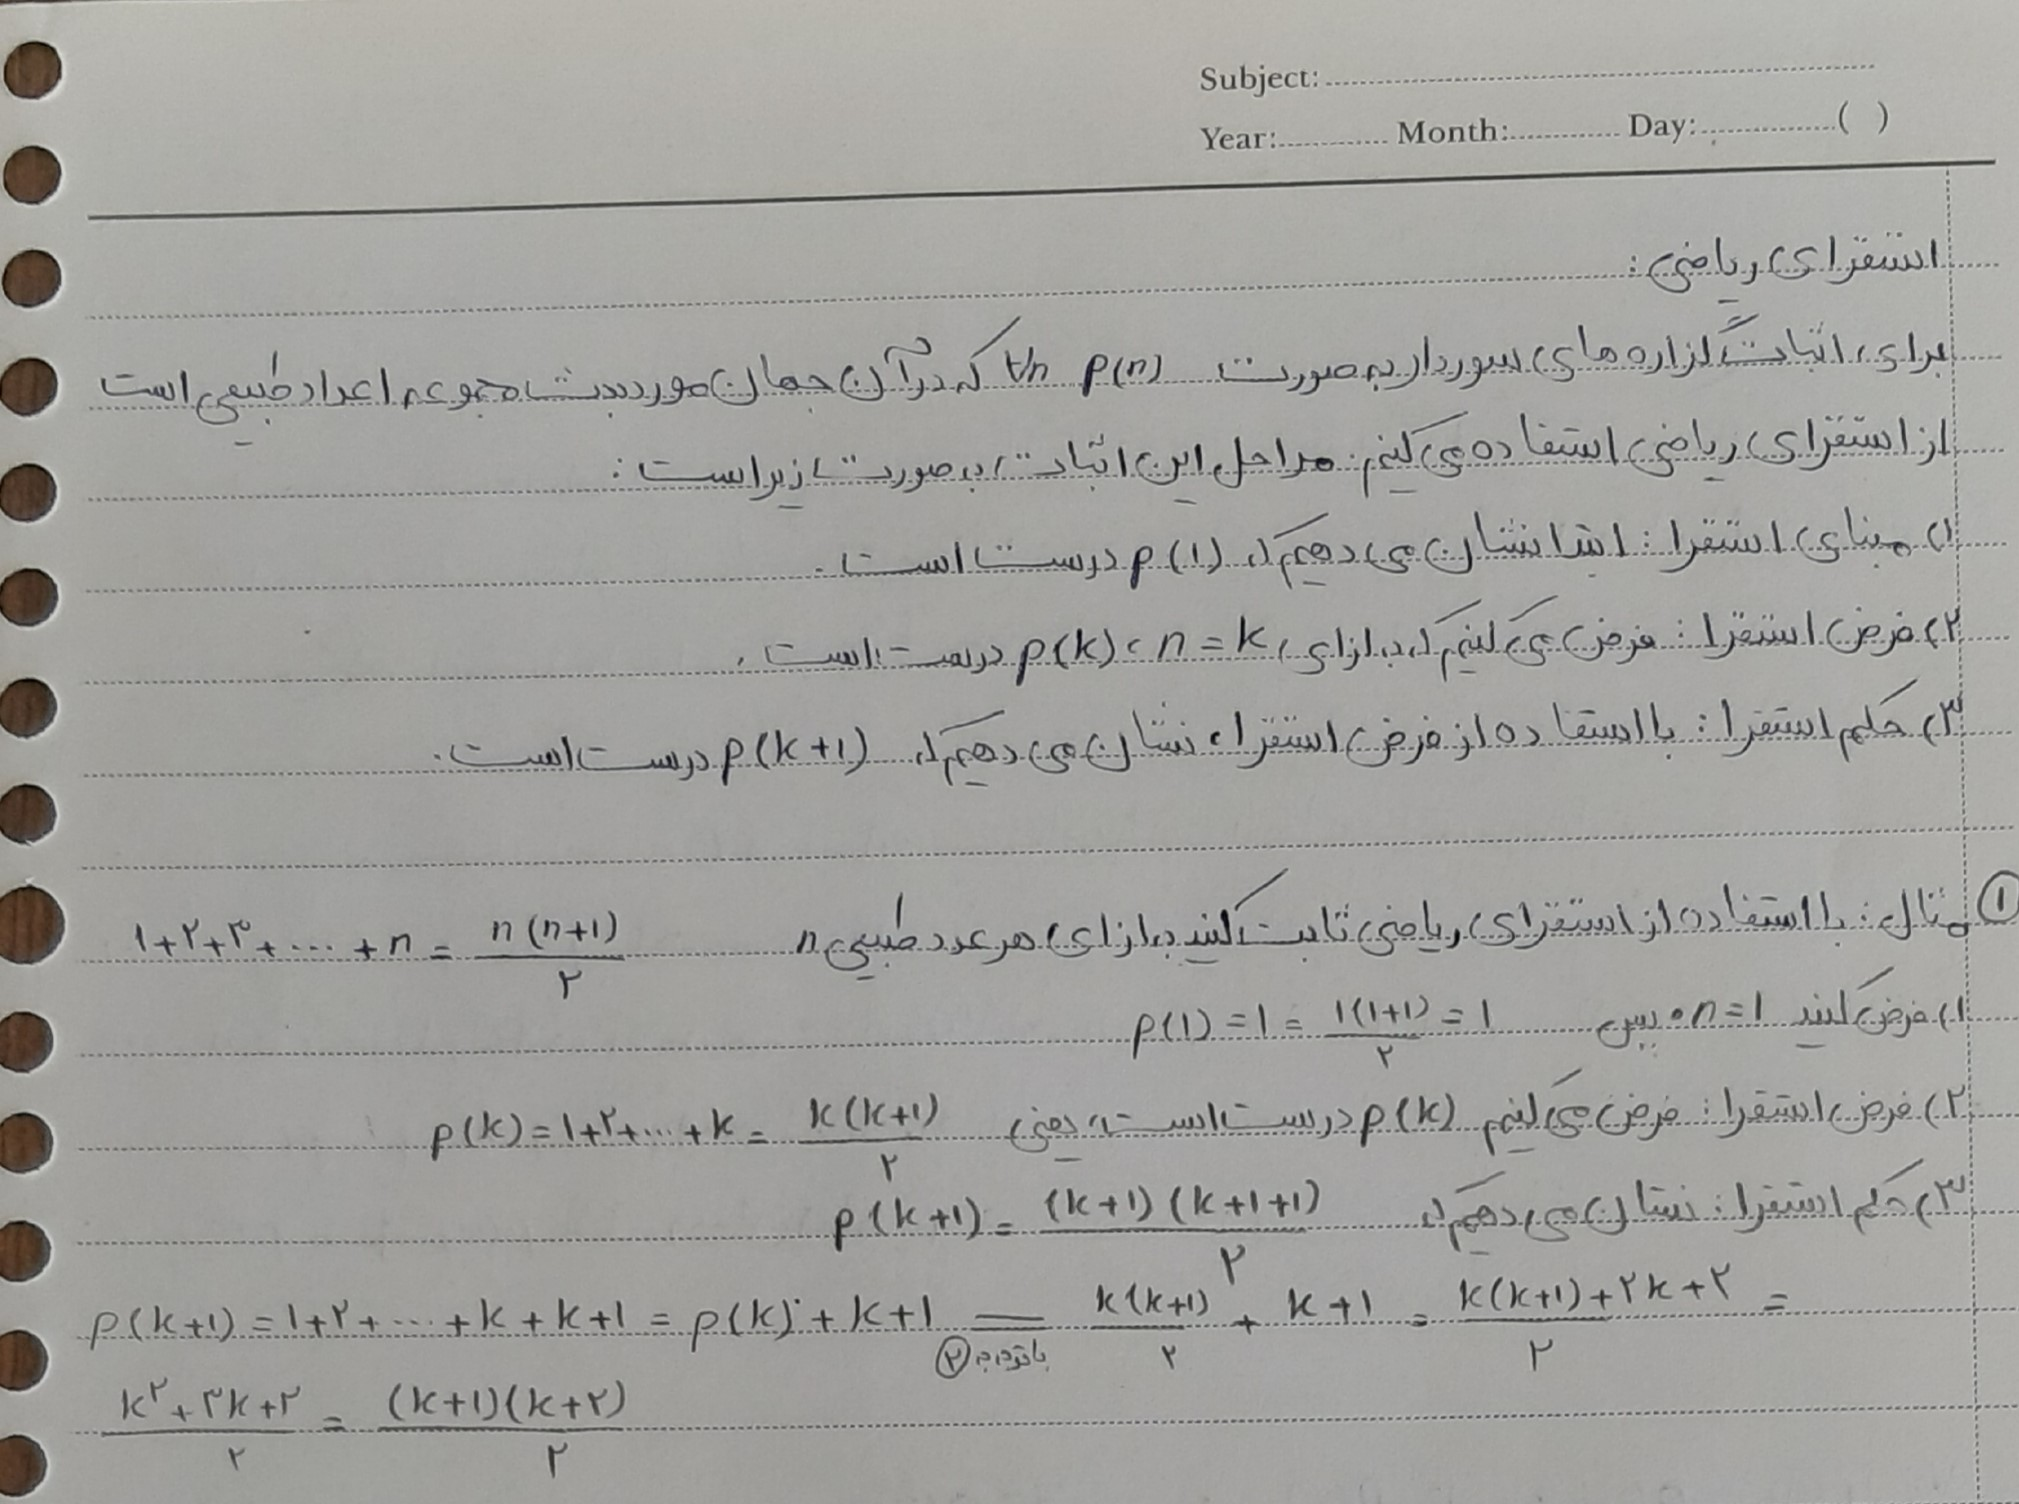 Subject:
Year: Month: Day: ( )
استقرای ریاضی:
برای اثبات گزاره های سوردار به صورت ∀n p(n) که در آن جهان مورد بحث مجموعه اعداد طبیعی است
از استقرای ریاضی استفاده می کنیم. مراحل این اثبات به صورت زیر است:
۱) مبنای استقرا: ابتدا نشان می دهیم که p(1) درست است.
۲) فرض استقرا: فرض می کنیم که به ازای n = k، p(k) درست است.
۳) حکم استقرا: با استفاده از فرض استقرا، نشان می دهیم که p(k+1) درست است.
① مثال: با استفاده از استقرای ریاضی ثابت کنید به ازای هر عدد طبیعی n 1+۲+۳+...+n = n(n+1)/۲
۱) فرض کنید n=1 پس p(1) = 1 = 1(1+1)/۲ = 1
۲) فرض استقرا: فرض می کنیم p(k) درست است، یعنی p(k) = 1+۲+...+k = k(k+1)/۲
۳) حکم استقرا: نشان می دهیم که p(k+1) = (k+1)(k+1+1)/۲
p(k+1) = 1+۲+...+k+k+1 = p(k)+k+1 = k(k+1)/۲ + k+1 = k(k+1)+۲k+۲/۲ =
با توجه به ②
k^۲+۳k+۲/۲ = (k+1)(k+۲)/۲